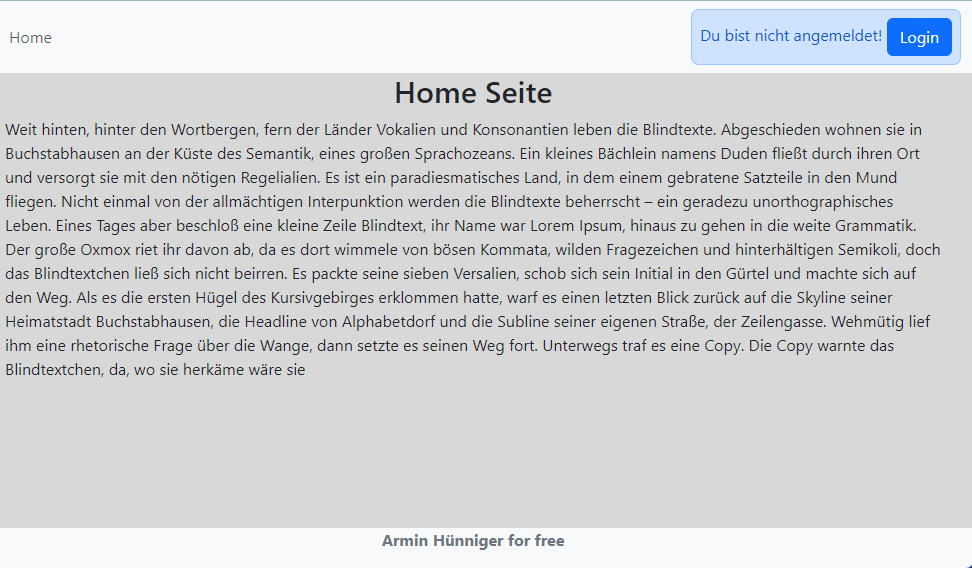 Home
Du bist nicht angemeldet! Login
Home Seite
Weit hinten, hinter den Wortbergen, fern der Länder Vokalien und Konsonantien leben die Blindtexte. Abgeschieden wohnen sie in
Buchstabhausen an der Küste des Semantik, eines großen Sprachozeans. Ein kleines Bächlein namens Duden fließt durch ihren Ort
und versorgt sie mit den nötigen Regelialien. Es ist ein paradiesmatisches Land, in dem einem gebratene Satzteile in den Mund
fliegen. Nicht einmal von der allmächtigen Interpunktion werden die Blindtexte beherrscht – ein geradezu unorthographisches
Leben. Eines Tages aber beschloß eine kleine Zeile Blindtext, ihr Name war Lorem Ipsum, hinaus zu gehen in die weite Grammatik.
Der große Oxmox riet ihr davon ab, da es dort wimmele von bösen Kommata, wilden Fragezeichen und hinterhältigen Semikoli, doch
das Blindtextchen ließ sich nicht beirren. Es packte seine sieben Versalien, schob sich sein Initial in den Gürtel und machte sich auf
den Weg. Als es die ersten Hügel des Kursivgebirges erklommen hatte, warf es einen letzten Blick zurück auf die Skyline seiner
Heimatstadt Buchstabhausen, die Headline von Alphabetdorf und die Subline seiner eigenen Straße, der Zeilengasse. Wehmütig lief
ihm eine rhetorische Frage über die Wange, dann setzte es seinen Weg fort. Unterwegs traf es eine Copy. Die Copy warnte das
Blindtextchen, da, wo sie herkäme wäre sie
Armin Hünniger for free